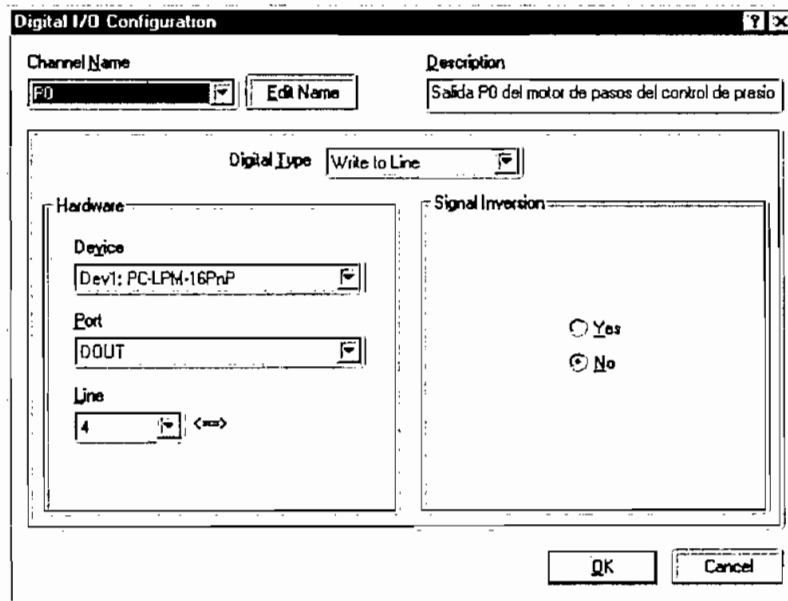 Digital I/O Configuration
Channel Name
P0
Edit Name
Description
Salida P0 del motor de pasos del control de presio
Digital Type
Write to Line
Hardware
Device
Dev1: PC-LPM-16PnP
Port
DOUT
Line
4
<==>
Signal Inversion
Yes
No
OK
Cancel